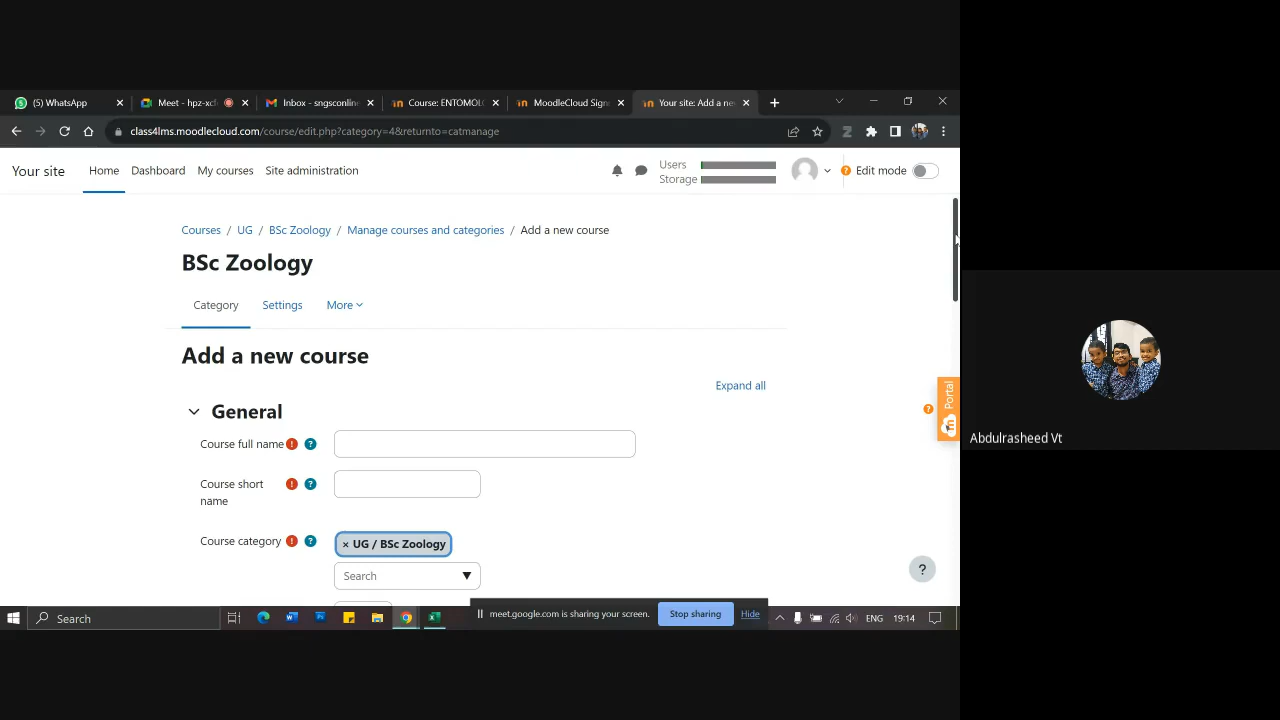 (5) WhatsApp
Meet - hpz-xcf
Inbox - sngsconline
Course: ENTOMOLO
MoodleCloud Sign
Your site: Add a ne
class4lms.moodlecloud.com/course/edit.php?category=4&returnto=catmanage
Your site
Home
Dashboard
My courses
Site administration
Users
Storage
Edit mode
Courses / UG / BSc Zoology / Manage courses and categories / Add a new course
BSc Zoology
Category
Settings
More
Add a new course
Expand all
General
Course full name
Course short
name
Course category
× UG / BSc Zoology
Search
Portal
?
Abdulrasheed Vt
meet.google.com is sharing your screen.
Stop sharing
Hide
Search
ENG
19:14